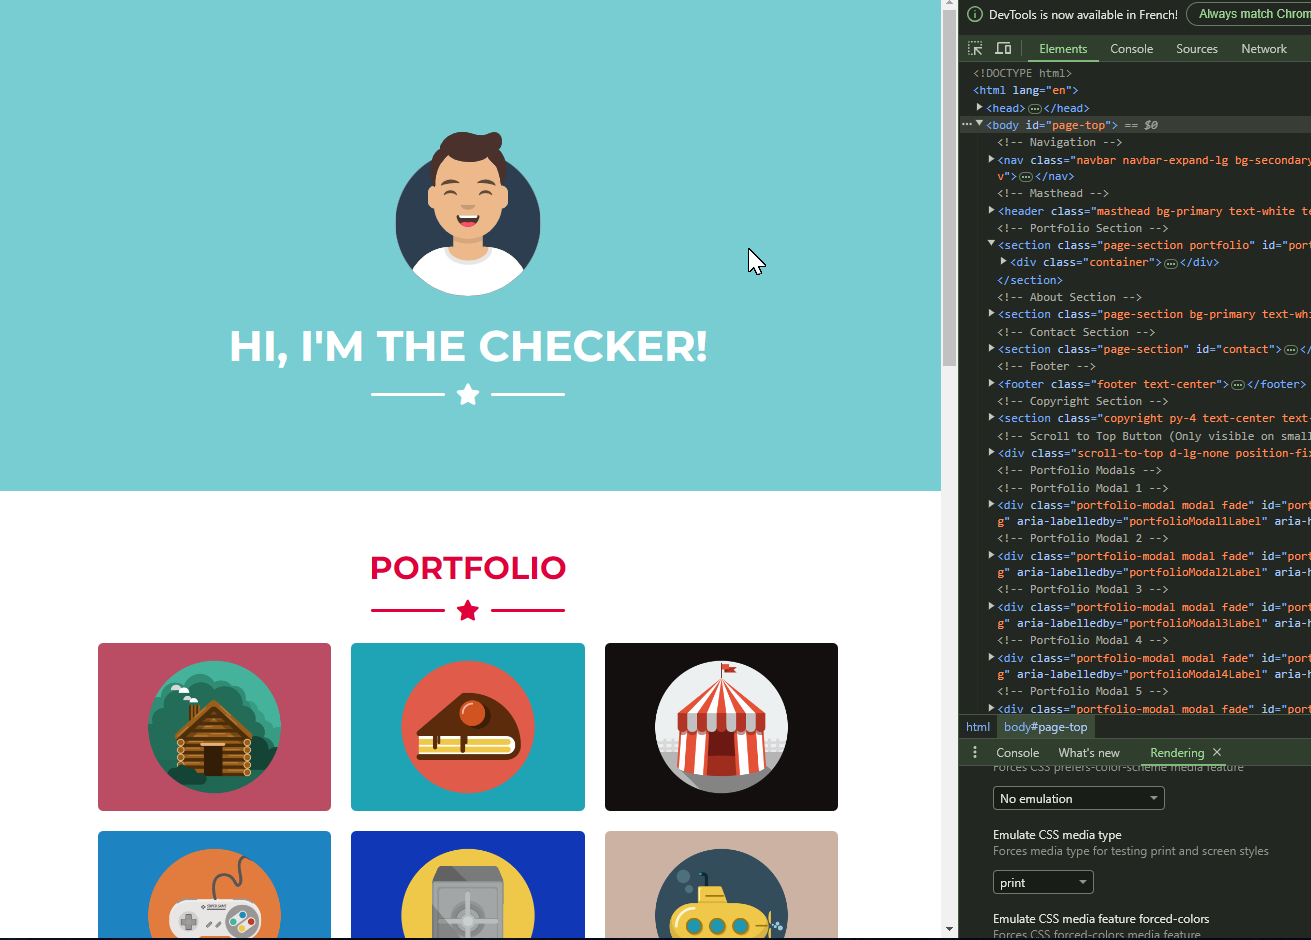 HI, I'M THE CHECKER!
PORTFOLIO
DevTools is now available in French!
Always match Chrom
Elements Console Sources Network
<!DOCTYPE html>
<html lang="en">
<head> </head>
<body id="page-top"> == $0
<!-- Navigation -->
<nav class="navbar navbar-expand-lg bg-secondary
v"> </nav>
<!-- Masthead -->
<header class="masthead bg-primary text-white te
<!-- Portfolio Section -->
<section class="page-section portfolio" id="port
<div class="container"> </div>
</section>
<!-- About Section -->
<section class="page-section bg-primary text-whi
<!-- Contact Section -->
<section class="page-section" id="contact"> </
<!-- Footer -->
<footer class="footer text-center"> </footer>
<!-- Copyright Section -->
<section class="copyright py-4 text-center text-
<!-- Scroll to Top Button (Only visible on small
<div class="scroll-to-top d-lg-none position-fix
<!-- Portfolio Modals -->
<!-- Portfolio Modal 1 -->
<div class="portfolio-modal modal fade" id="port
g" aria-labelledby="portfolioModal1Label" aria-h
<!-- Portfolio Modal 2 -->
<div class="portfolio-modal modal fade" id="port
g" aria-labelledby="portfolioModal2Label" aria-h
<!-- Portfolio Modal 3 -->
<div class="portfolio-modal modal fade" id="port
g" aria-labelledby="portfolioModal3Label" aria-h
<!-- Portfolio Modal 4 -->
<div class="portfolio-modal modal fade" id="port
g" aria-labelledby="portfolioModal4Label" aria-h
<!-- Portfolio Modal 5 -->
<div class="portfolio-modal modal fade" id="port
html body#page-top
Console What's new Rendering
Forces CSS prefers-color-scheme media feature
No emulation
Emulate CSS media type
Forces media type for testing print and screen styles
print
Emulate CSS media feature forced-colors
Forces CSS forced-colors media feature